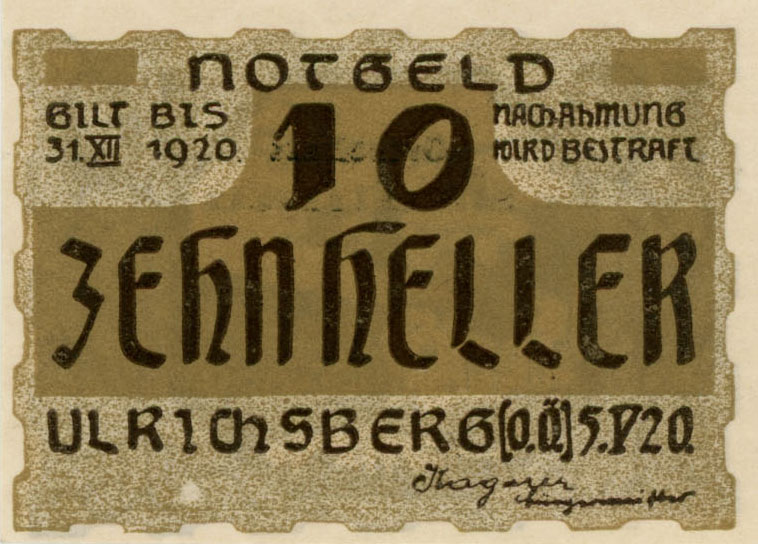 NOTGELD
GILT BIS
31. XII 1920.
10
NACHAHMUNG
WIRD BESTRAFT
ZEHN HELLER
ULRICHSBERG (O.Ö) 5.V 20.